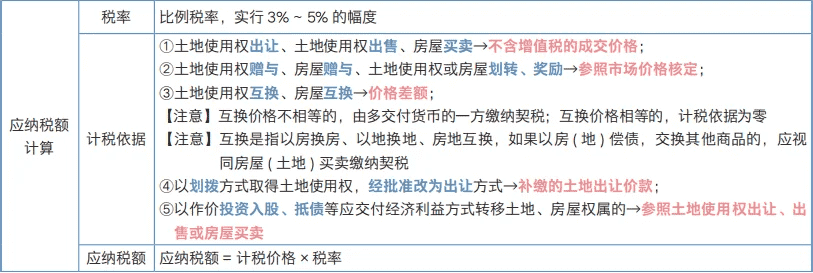 税率
比例税率，实行 3% ~ 5% 的幅度
应纳税额
计算
计税依据
①土地使用权出让、土地使用权出售、房屋买卖→不含增值税的成交价格；
②土地使用权赠与、房屋赠与、土地使用权或房屋划转、奖励→参照市场价格核定；
③土地使用权互换、房屋互换→价格差额；
【注意】互换价格不相等的，由多交付货币的一方缴纳契税；互换价格相等的，计税依据为零
【注意】互换是指以房换房、以地换地、房地互换，如果以房 ( 地 ) 偿债，交换其他商品的，应视
同房屋 ( 土地 ) 买卖缴纳契税
④以划拨方式取得土地使用权，经批准改为出让方式→补缴的土地出让价款；
⑤以作价投资入股、抵债等应交付经济利益方式转移土地、房屋权属的→参照土地使用权出让、出
售或房屋买卖
应纳税额
应纳税额 = 计税价格 × 税率